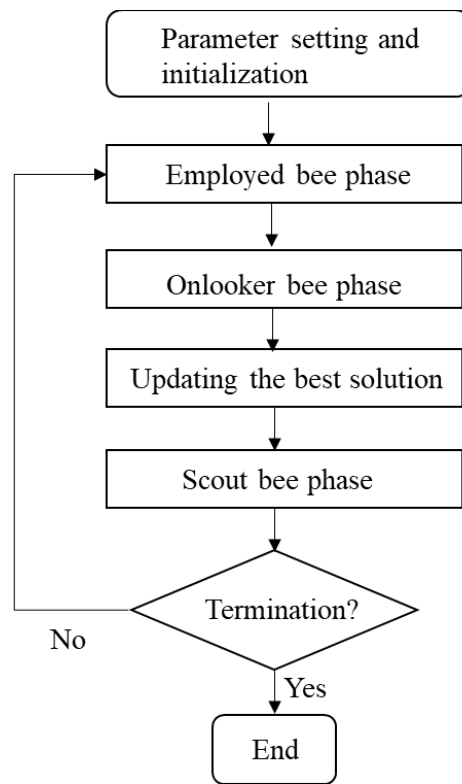 Parameter setting and
initialization
Employed bee phase
Onlooker bee phase
Updating the best solution
Scout bee phase
Termination?
No
Yes
End